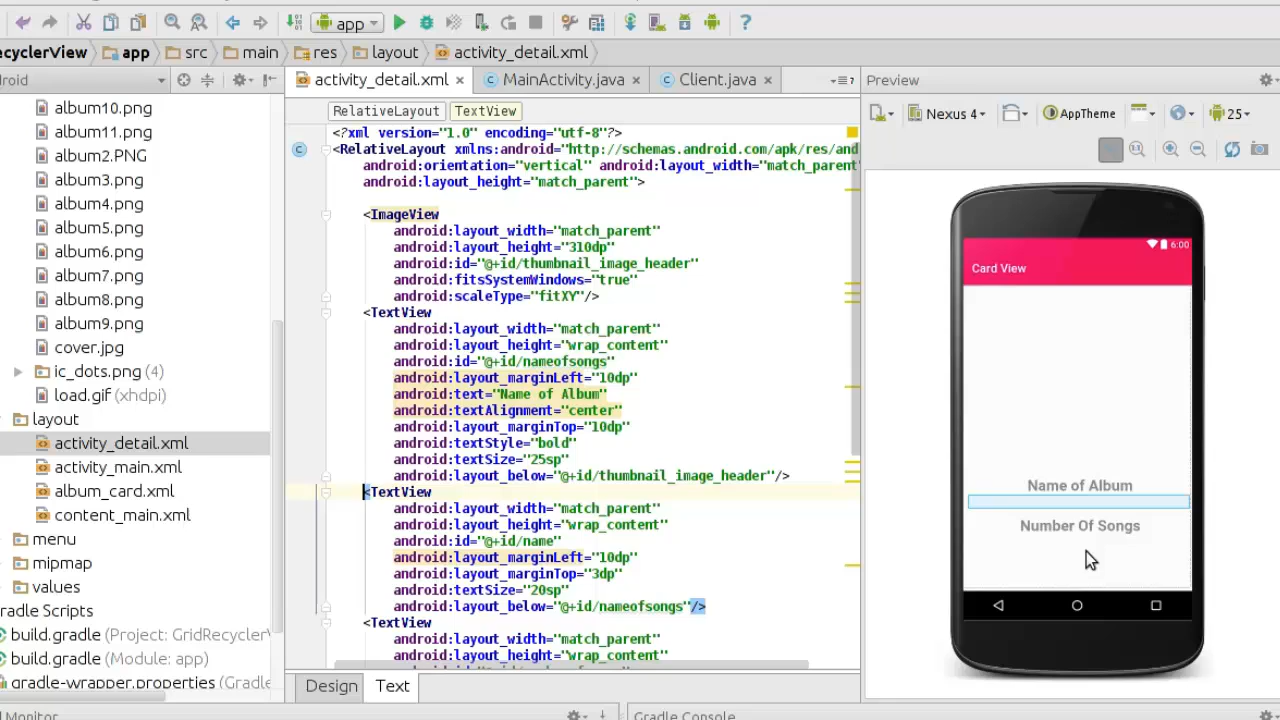 app
?
ecyclerView app src main res layout activity_detail.xml
droid
activity_detail.xml MainActivity.java Client.java
Preview
album10.png
album11.png
album2.PNG
album3.png
album4.png
album5.png
album6.png
album7.png
album8.png
album9.png
cover.jpg
ic_dots.png (4)
load.gif (xhdpi)
layout
activity_detail.xml
activity_main.xml
album_card.xml
content_main.xml
menu
mipmap
values
radle Scripts
build.gradle (Project: GridRecyclerV
build.gradle (Module: app)
gradle-wrapper.properties (Gradle
Monitor
RelativeLayout TextView
<?xml version="1.0" encoding="utf-8"?>
<RelativeLayout xmlns:android="http://schemas.android.com/apk/res/and
android:orientation="vertical" android:layout_width="match_parent"
android:layout_height="match_parent">
<ImageView
android:layout_width="match_parent"
android:layout_height="310dp"
android:id="@+id/thumbnail_image_header"
android:fitsSystemWindows="true"
android:scaleType="fitXY"/>
<TextView
android:layout_width="match_parent"
android:layout_height="wrap_content"
android:id="@+id/nameofsongs"
android:layout_marginLeft="10dp"
android:text="Name of Album"
android:textAlignment="center"
android:layout_marginTop="10dp"
android:textStyle="bold"
android:textSize="25sp"
android:layout_below="@+id/thumbnail_image_header"/>
<TextView
android:layout_width="match_parent"
android:layout_height="wrap_content"
android:id="@+id/name"
android:layout_marginLeft="10dp"
android:layout_marginTop="3dp"
android:textSize="20sp"
android:layout_below="@+id/nameofsongs"/>
<TextView
android:layout_width="match_parent"
android:layout_height="wrap_content"
Design Text
Nexus 4 AppTheme 25
6:00
Card View
Name of Album
Number Of Songs
Gradle Console